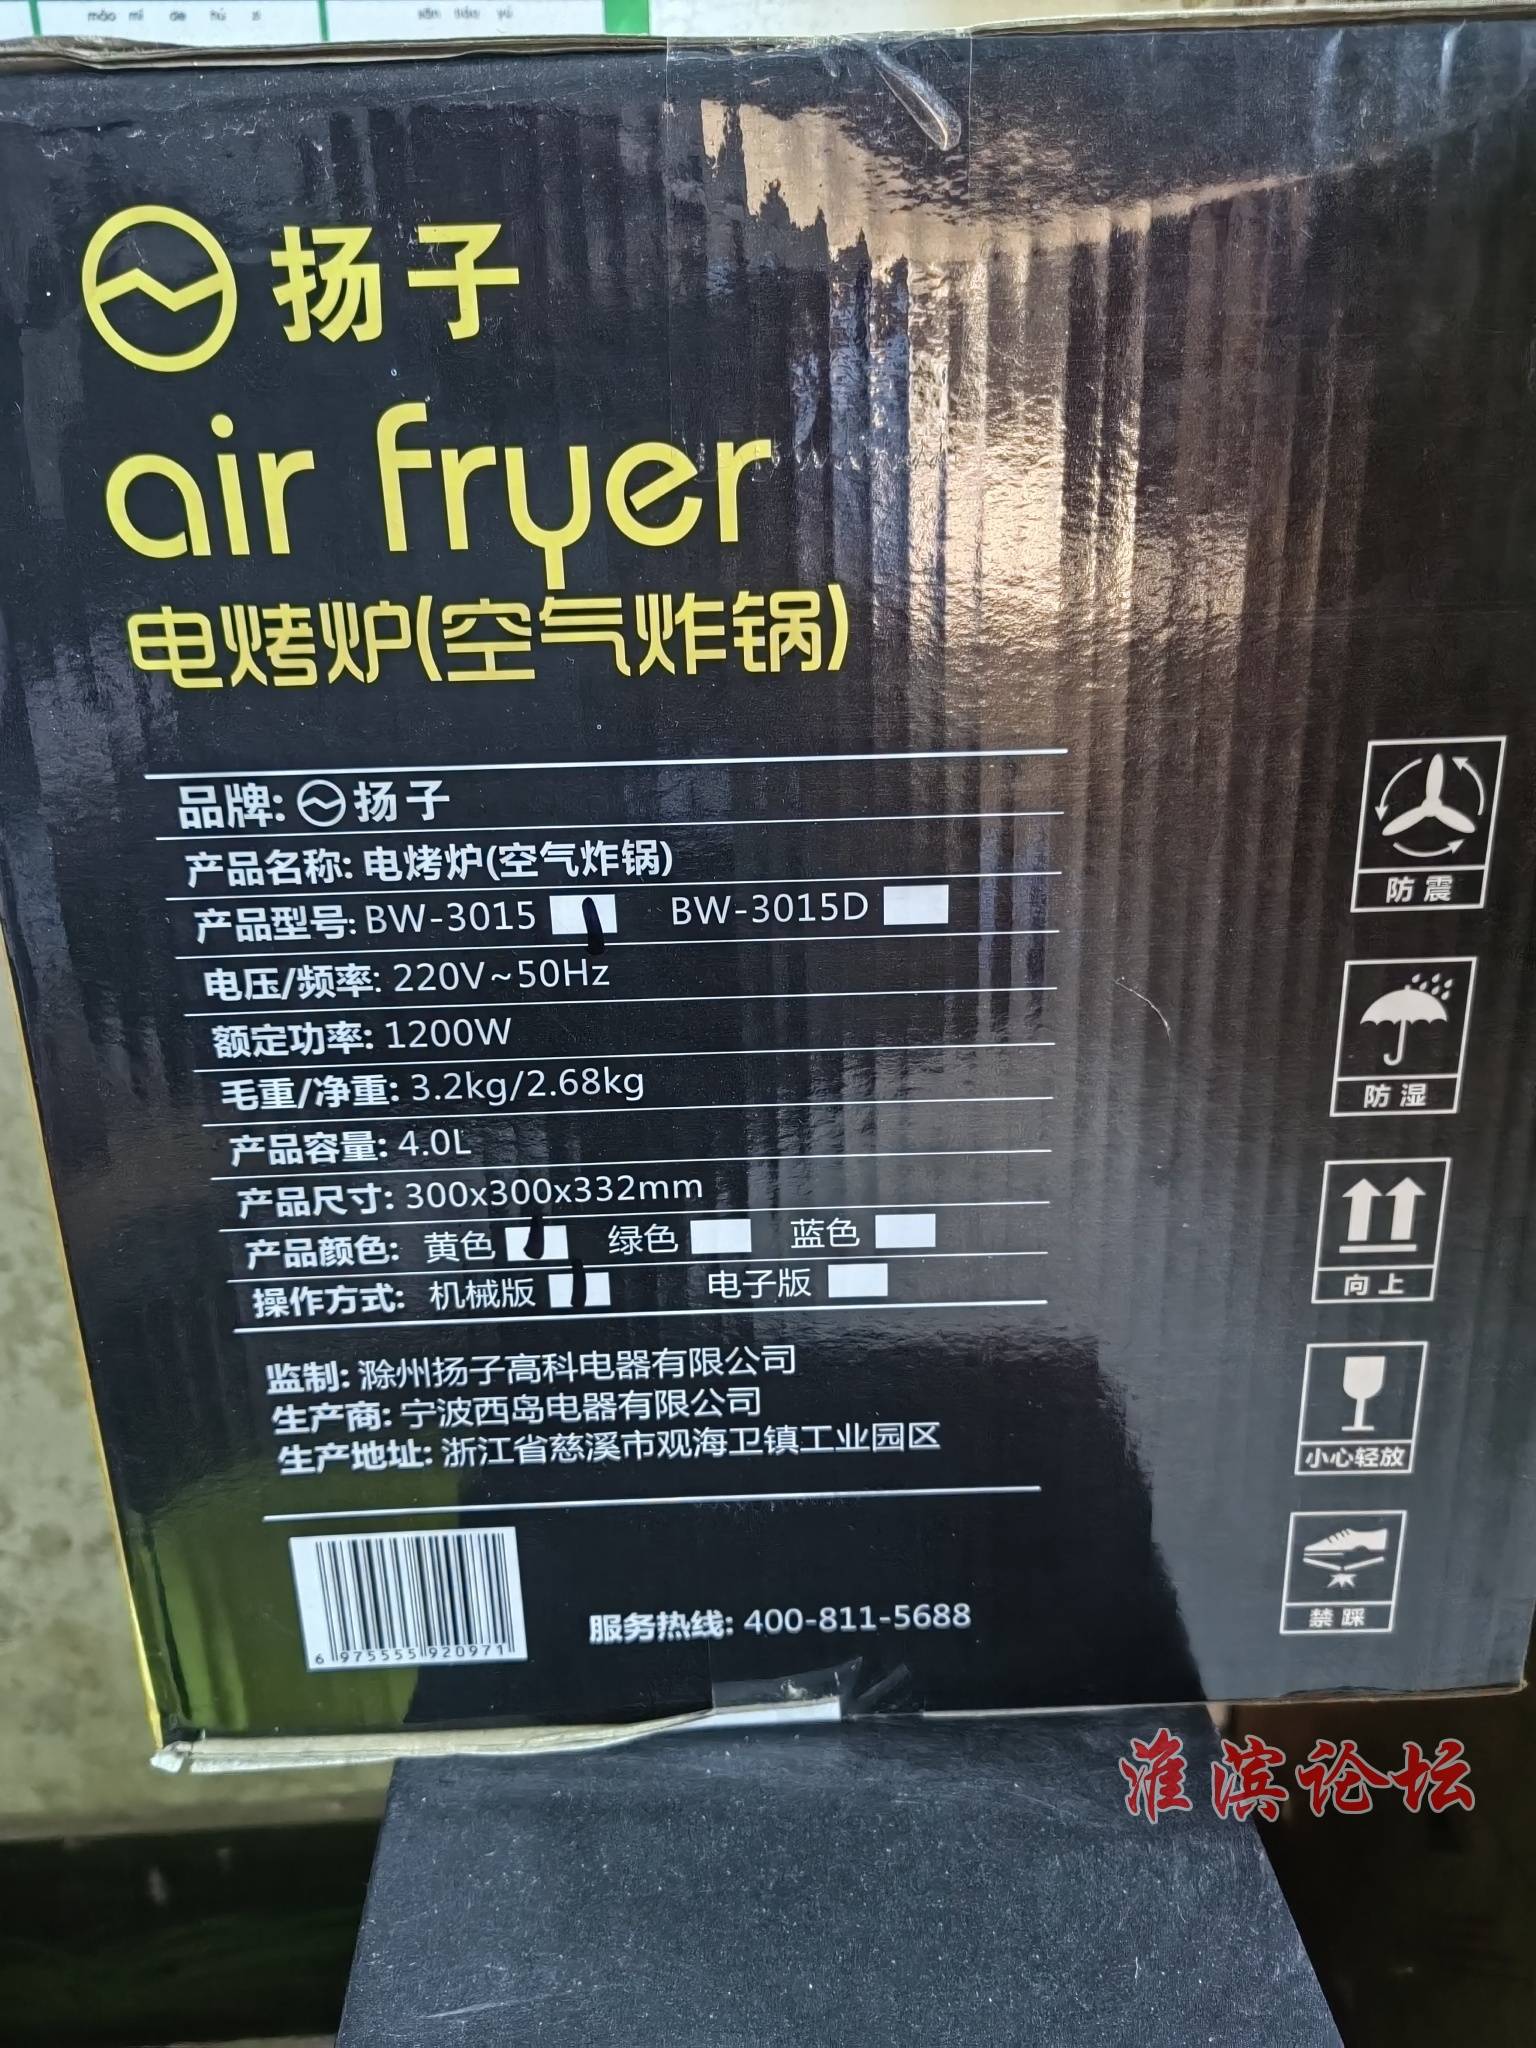 māo mī de hú zi
扬子
air fryer
电烤炉(空气炸锅)
品牌: 扬子
产品名称: 电烤炉(空气炸锅)
产品型号: BW-3015 BW-3015D
电压/频率: 220V~50Hz
额定功率: 1200W
毛重/净重: 3.2kg/2.68kg
产品容量: 4.0L
产品尺寸: 300x300x332mm
产品颜色: 黄色 绿色 蓝色
操作方式: 机械版 电子版
监制: 滁州扬子高科电器有限公司
生产商: 宁波西岛电器有限公司
生产地址: 浙江省慈溪市观海卫镇工业园区
6 975555 920971
服务热线: 400-811-5688
防震
防湿
向上
小心轻放
禁踩
淮滨论坛